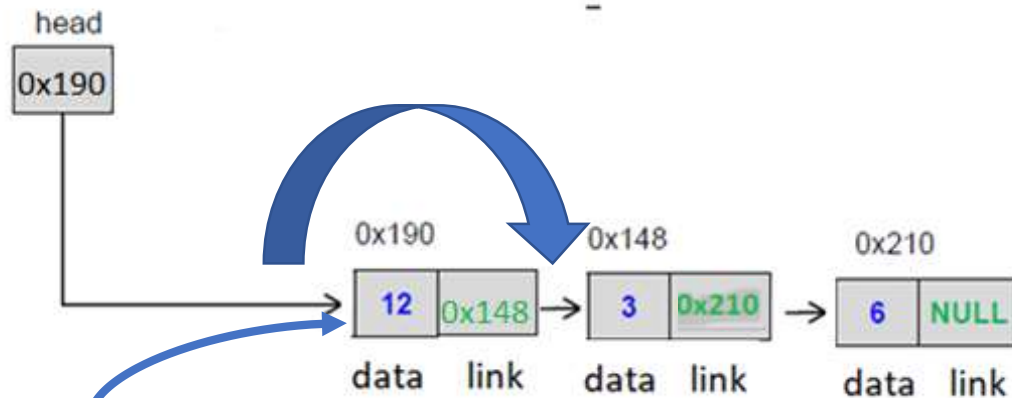 head
0x190
0x190 0x148 0x210
12 0x148 3 0x210 6 NULL
data link data link data link